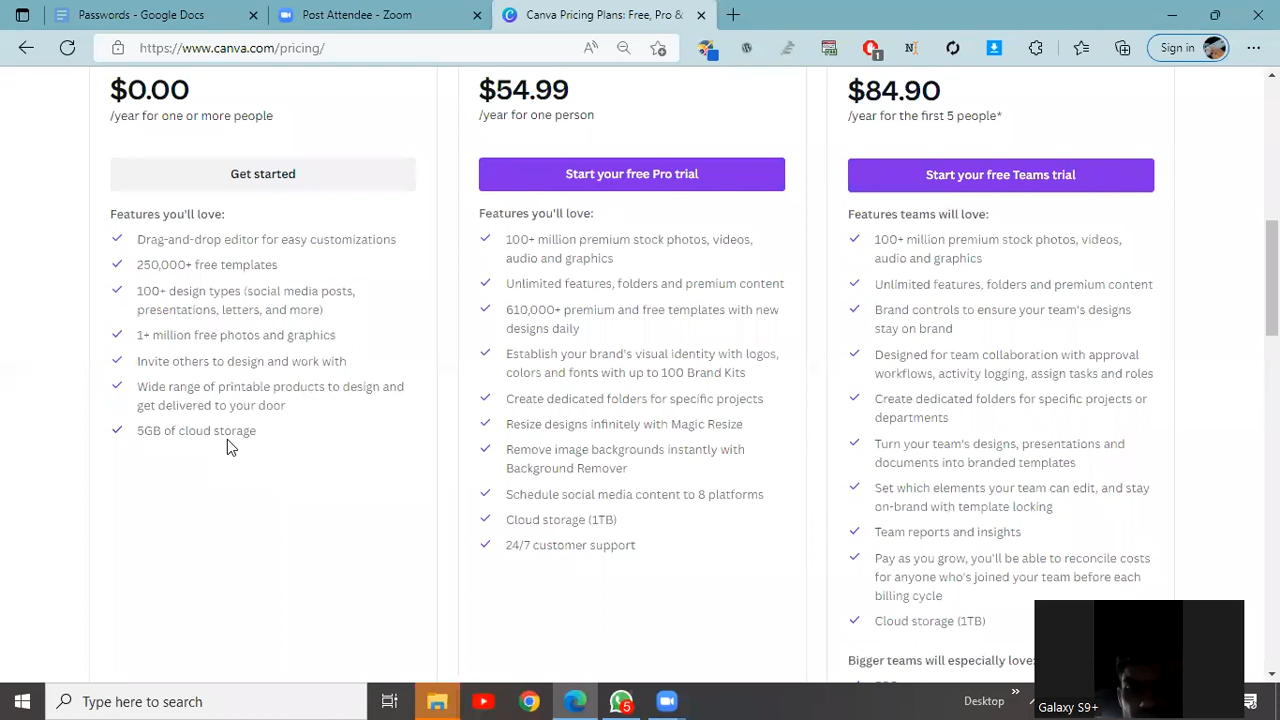 Passwords - Google Docs
Post Attendee - Zoom
Canva Pricing Plans: Free, Pro &
https://www.canva.com/pricing/
1
Sign in
$0.00
/year for one or more people
Get started
Features you'll love:
Drag-and-drop editor for easy customizations
250,000+ free templates
100+ design types (social media posts,
presentations, letters, and more)
1+ million free photos and graphics
Invite others to design and work with
Wide range of printable products to design and
get delivered to your door
5GB of cloud storage
$54.99
/year for one person
Start your free Pro trial
Features you'll love:
100+ million premium stock photos, videos,
audio and graphics
Unlimited features, folders and premium content
610,000+ premium and free templates with new
designs daily
Establish your brand's visual identity with logos,
colors and fonts with up to 100 Brand Kits
Create dedicated folders for specific projects
Resize designs infinitely with Magic Resize
Remove image backgrounds instantly with
Background Remover
Schedule social media content to 8 platforms
Cloud storage (1TB)
24/7 customer support
$84.90
/year for the first 5 people*
Start your free Teams trial
Features teams will love:
100+ million premium stock photos, videos,
audio and graphics
Unlimited features, folders and premium content
Brand controls to ensure your team's designs
stay on brand
Designed for team collaboration with approval
workflows, activity logging, assign tasks and roles
Create dedicated folders for specific projects or
departments
Turn your team's designs, presentations and
documents into branded templates
Set which elements your team can edit, and stay
on-brand with template locking
Team reports and insights
Pay as you grow, you'll be able to reconcile costs
for anyone who's joined your team before each
billing cycle
Cloud storage (1TB)
Bigger teams will especially love:
Galaxy S9+
Type here to search
5
Desktop